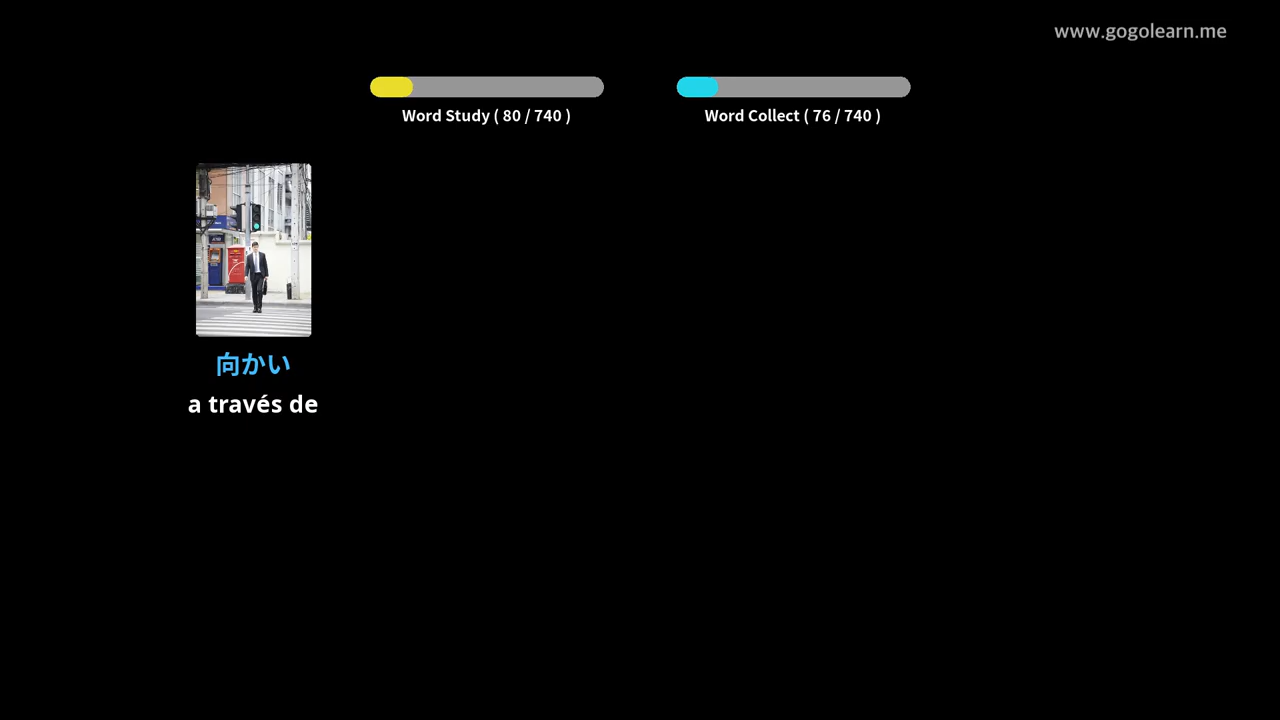 www.gogolearn.me
Word Study ( 80 / 740 )
Word Collect ( 76 / 740 )
向かい
a través de